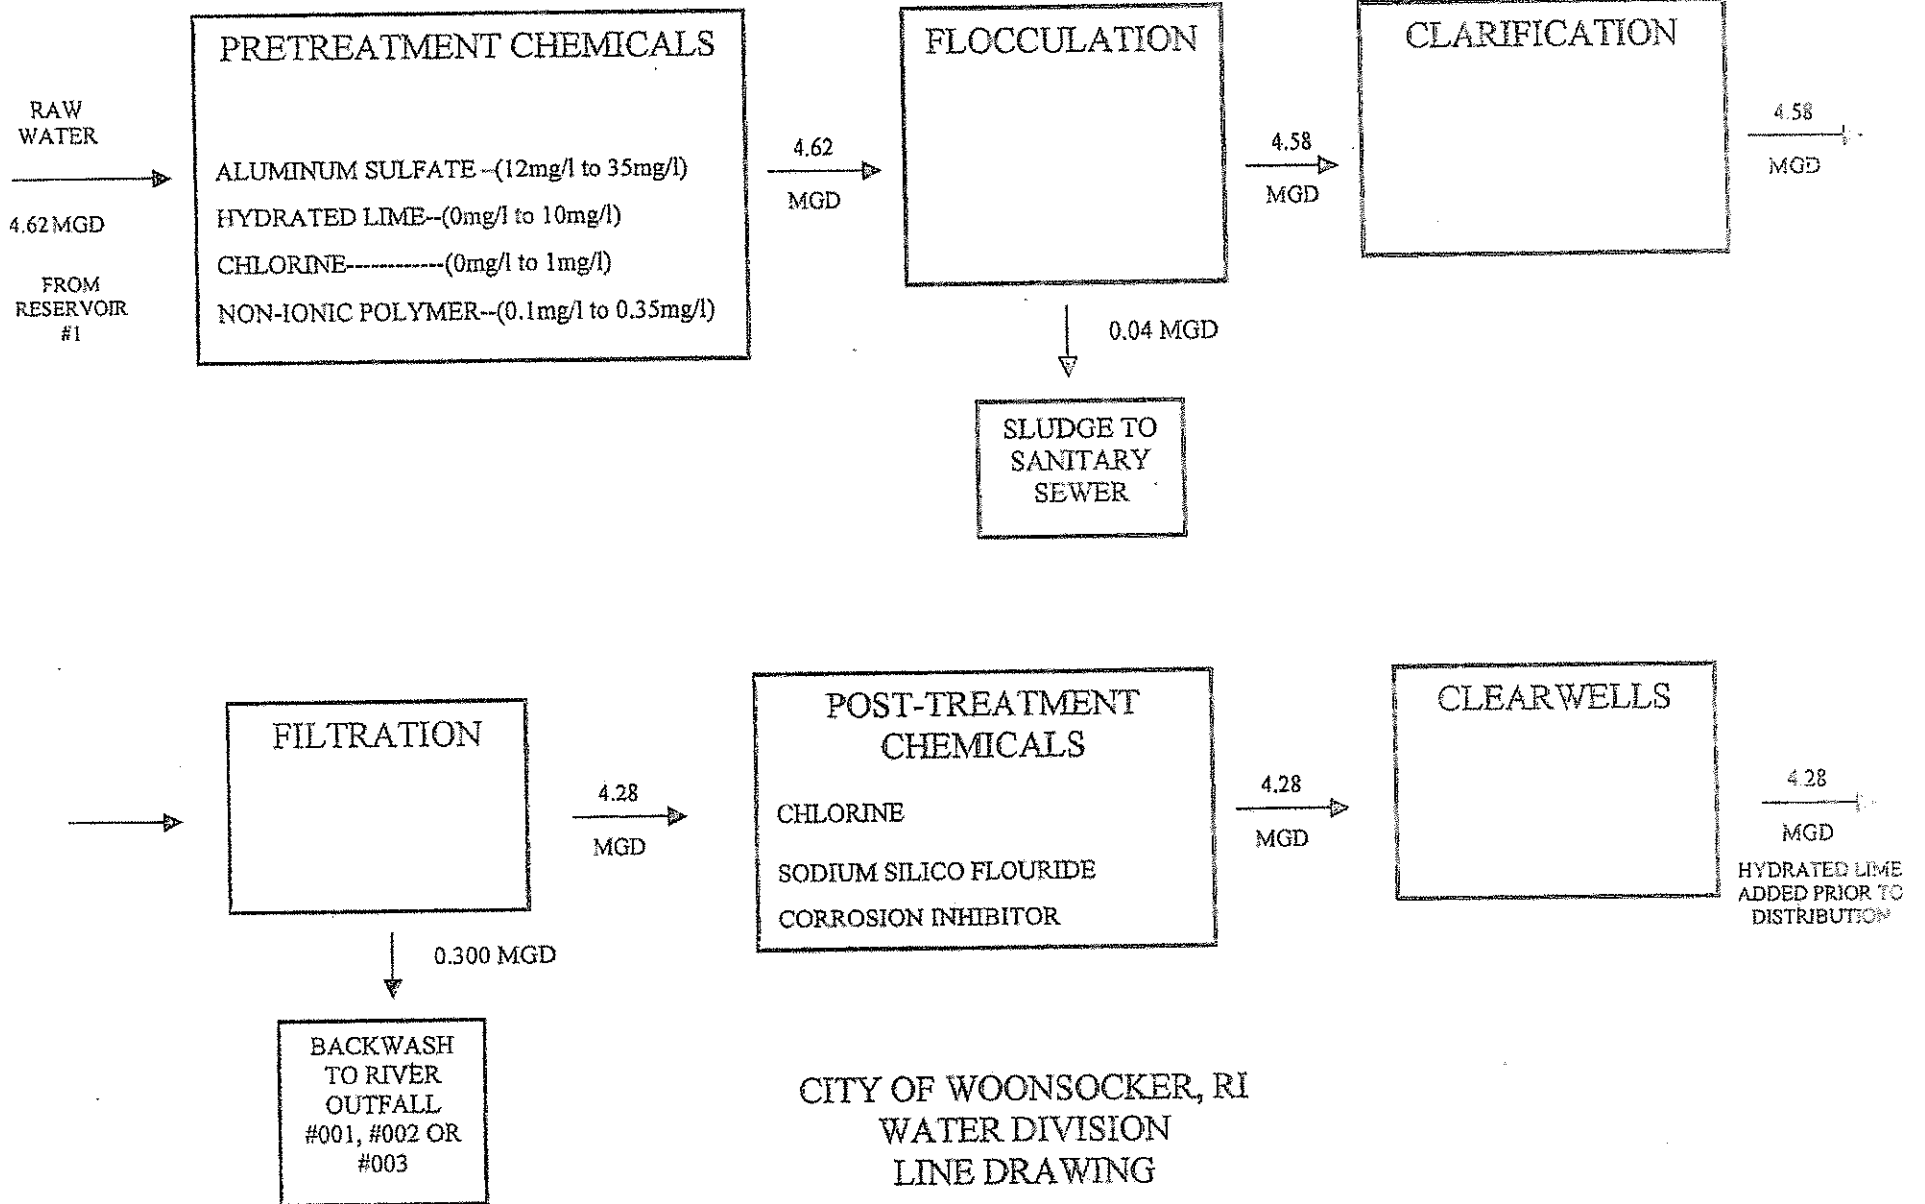 RAW
WATER
4.62 MGD
FROM
RESERVOIR
#1
PRETREATMENT CHEMICALS
ALUMINUM SULFATE--(12mg/l to 35mg/l)
HYDRATED LIME--(0mg/l to 10mg/l)
CHLORINE------------(0mg/l to 1mg/l)
NON-IONIC POLYMER--(0.1mg/l to 0.35mg/l)
4.62
MGD
FLOCCULATION
0.04 MGD
SLUDGE TO
SANITARY
SEWER
4.58
MGD
CLARIFICATION
4.58
MGD
FILTRATION
0.300 MGD
BACKWASH
TO RIVER
OUTFALL
#001, #002 OR
#003
4.28
MGD
POST-TREATMENT
CHEMICALS
CHLORINE
SODIUM SILICO FLOURIDE
CORROSION INHIBITOR
4.28
MGD
CLEARWELLS
4.28
MGD
HYDRATED LIME
ADDED PRIOR TO
DISTRIBUTION
CITY OF WOONSOCKER, RI
WATER DIVISION
LINE DRAWING